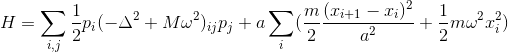 H = \sum_{i,j} \frac{1}{2} p_i (-\Delta^2 + M\omega^2)_{ij} p_j + a \sum_i (\frac{m}{2} \frac{(x_{i+1} - x_i)^2}{a^2} + \frac{1}{2} m\omega^2 x_i^2)